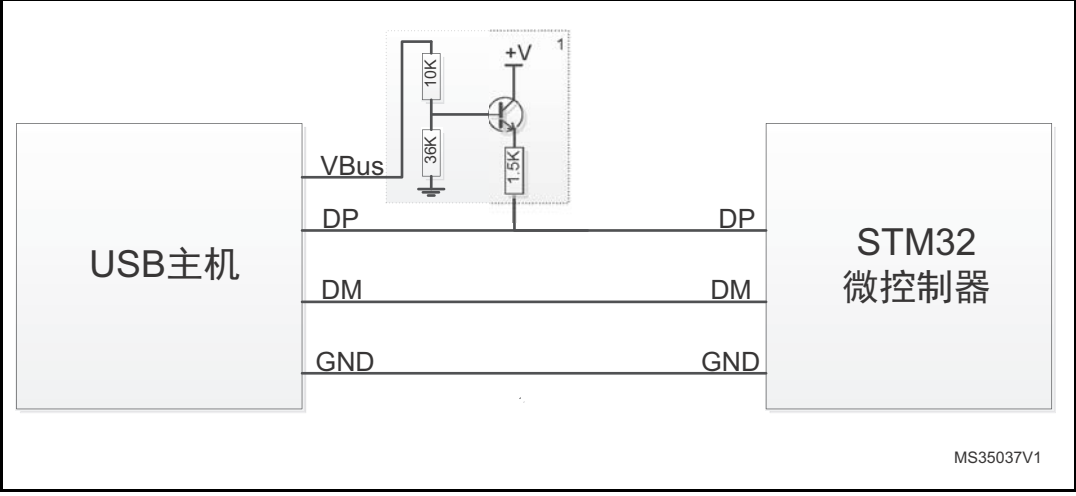 1
+V
10K
36K
1.5K
VBus
DP
DP
USB主机
STM32
微控制器
DM
DM
GND
GND
MS35037V1